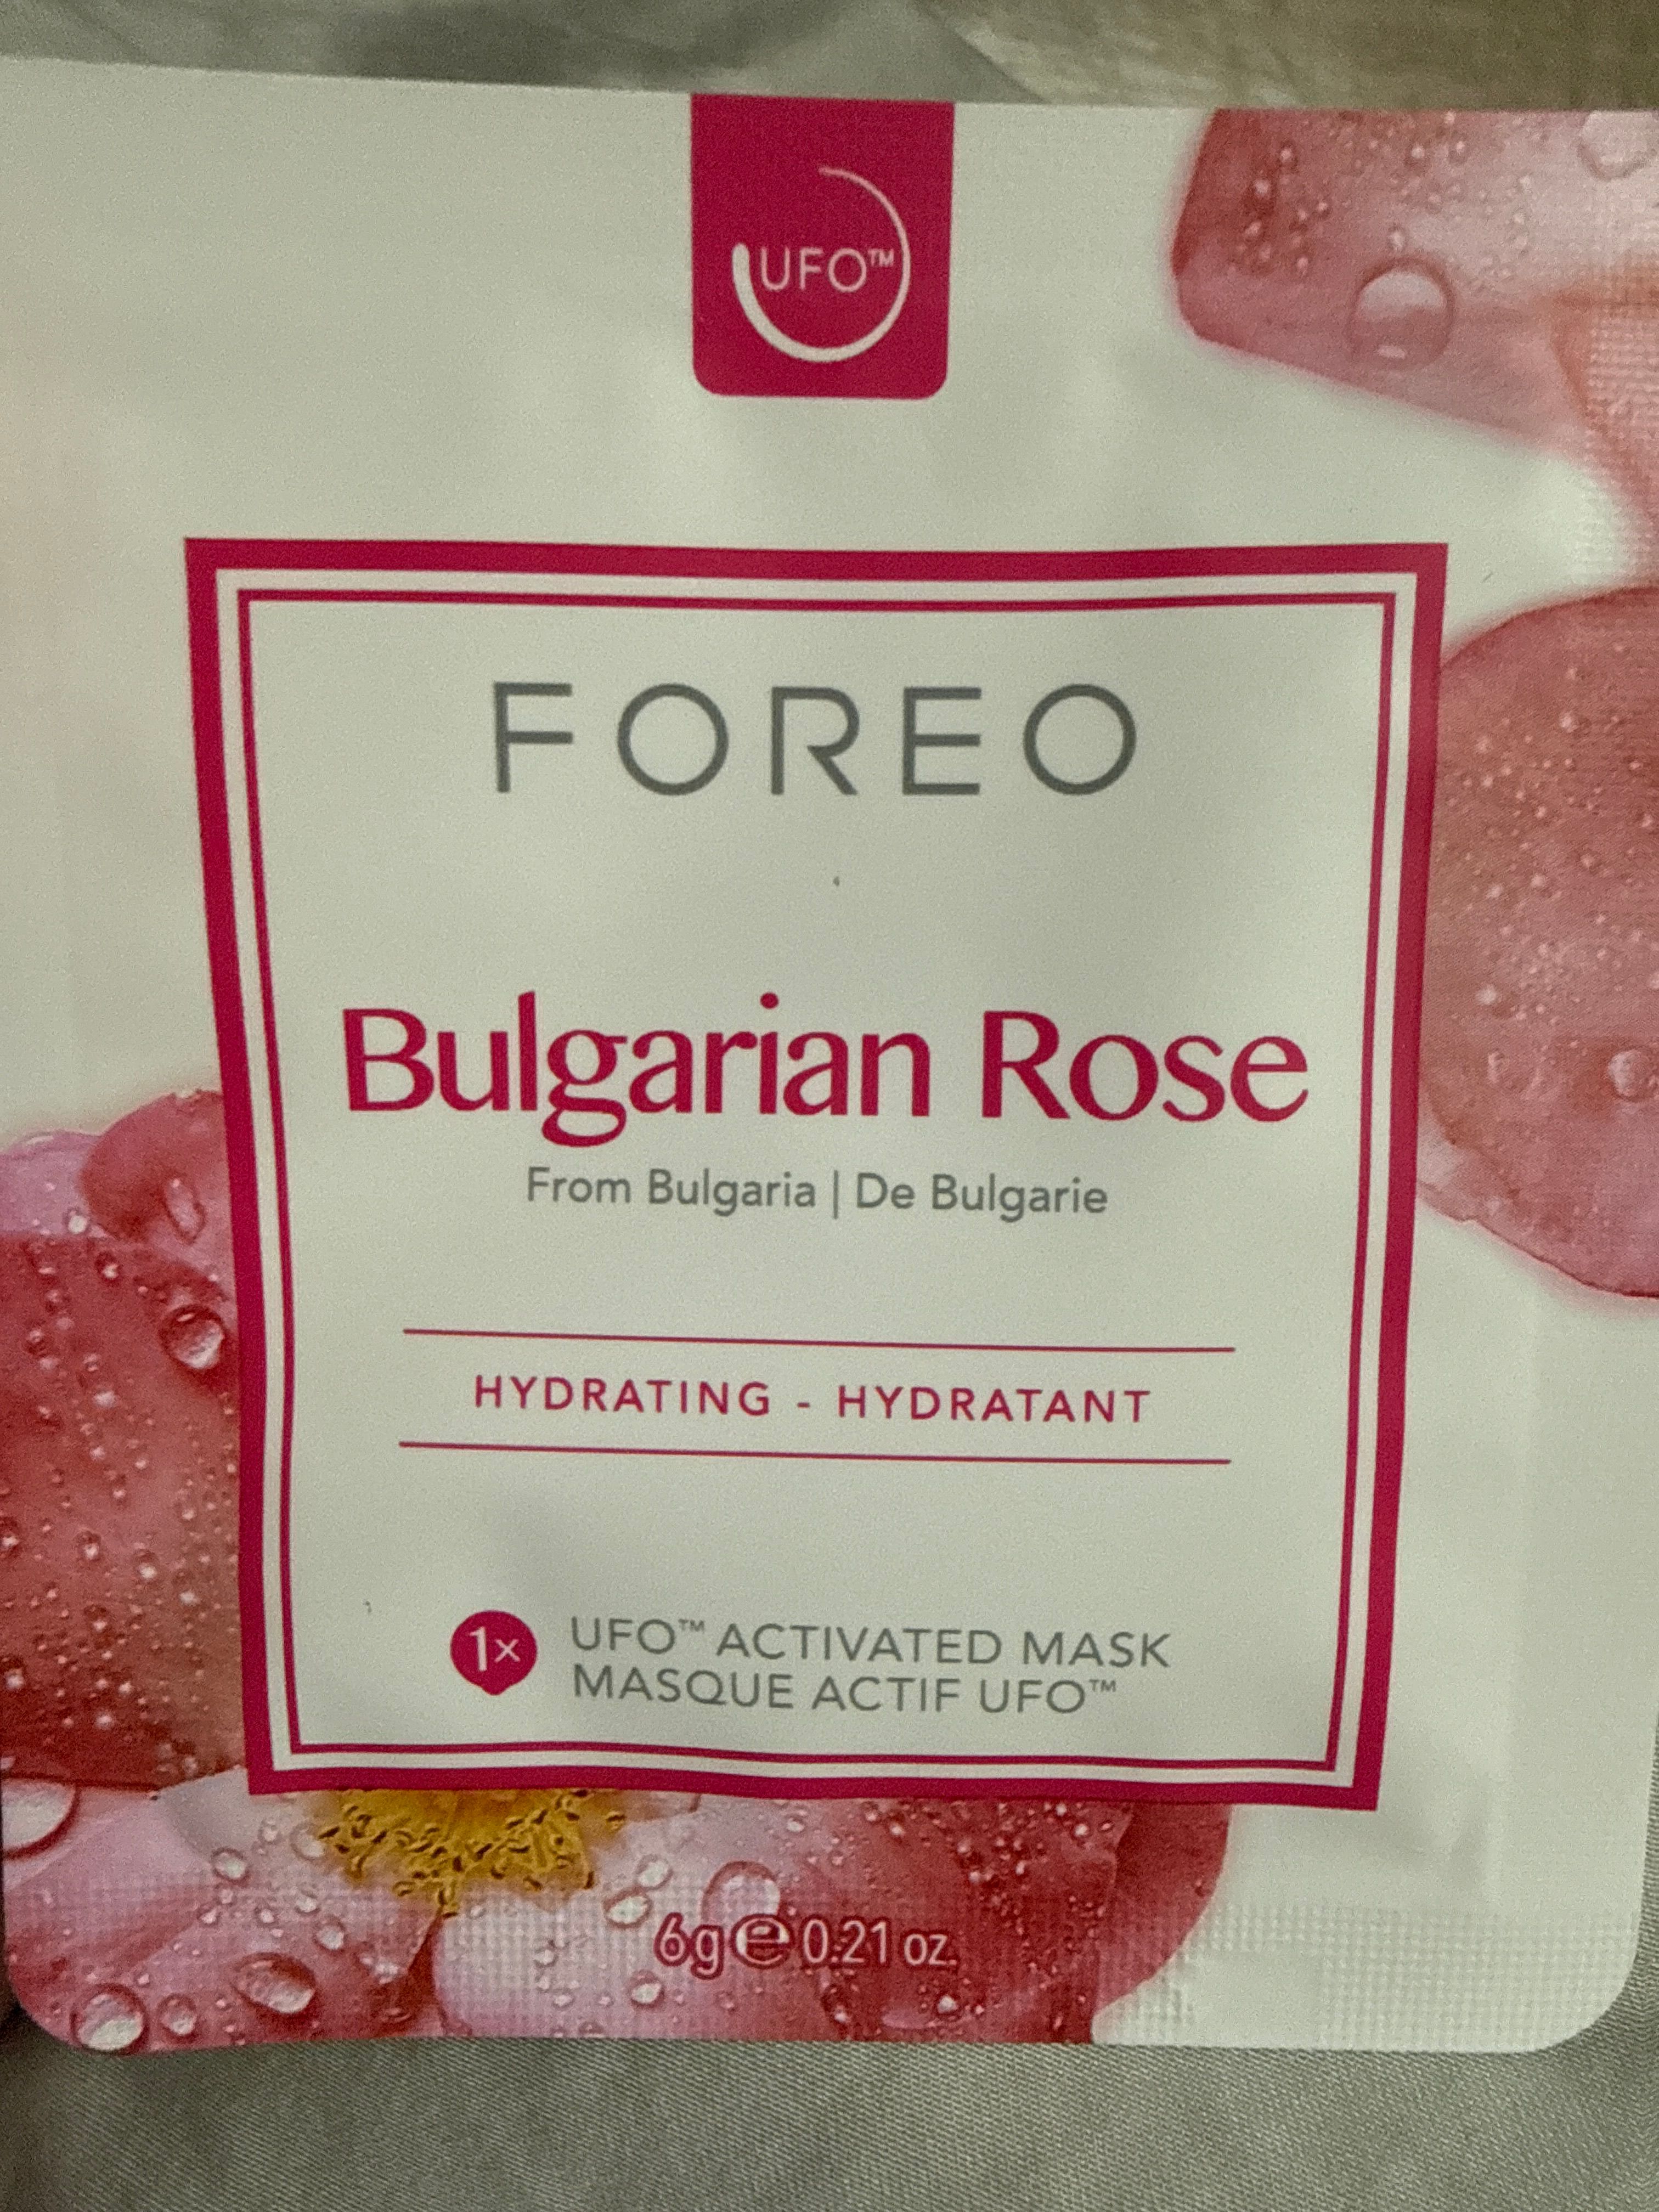 UFO™
FOREO
Bulgarian Rose
From Bulgaria | De Bulgarie
HYDRATING - HYDRATANT
1x UFO™ ACTIVATED MASK
MASQUE ACTIF UFO™
6g ℮ 0.21 oz.